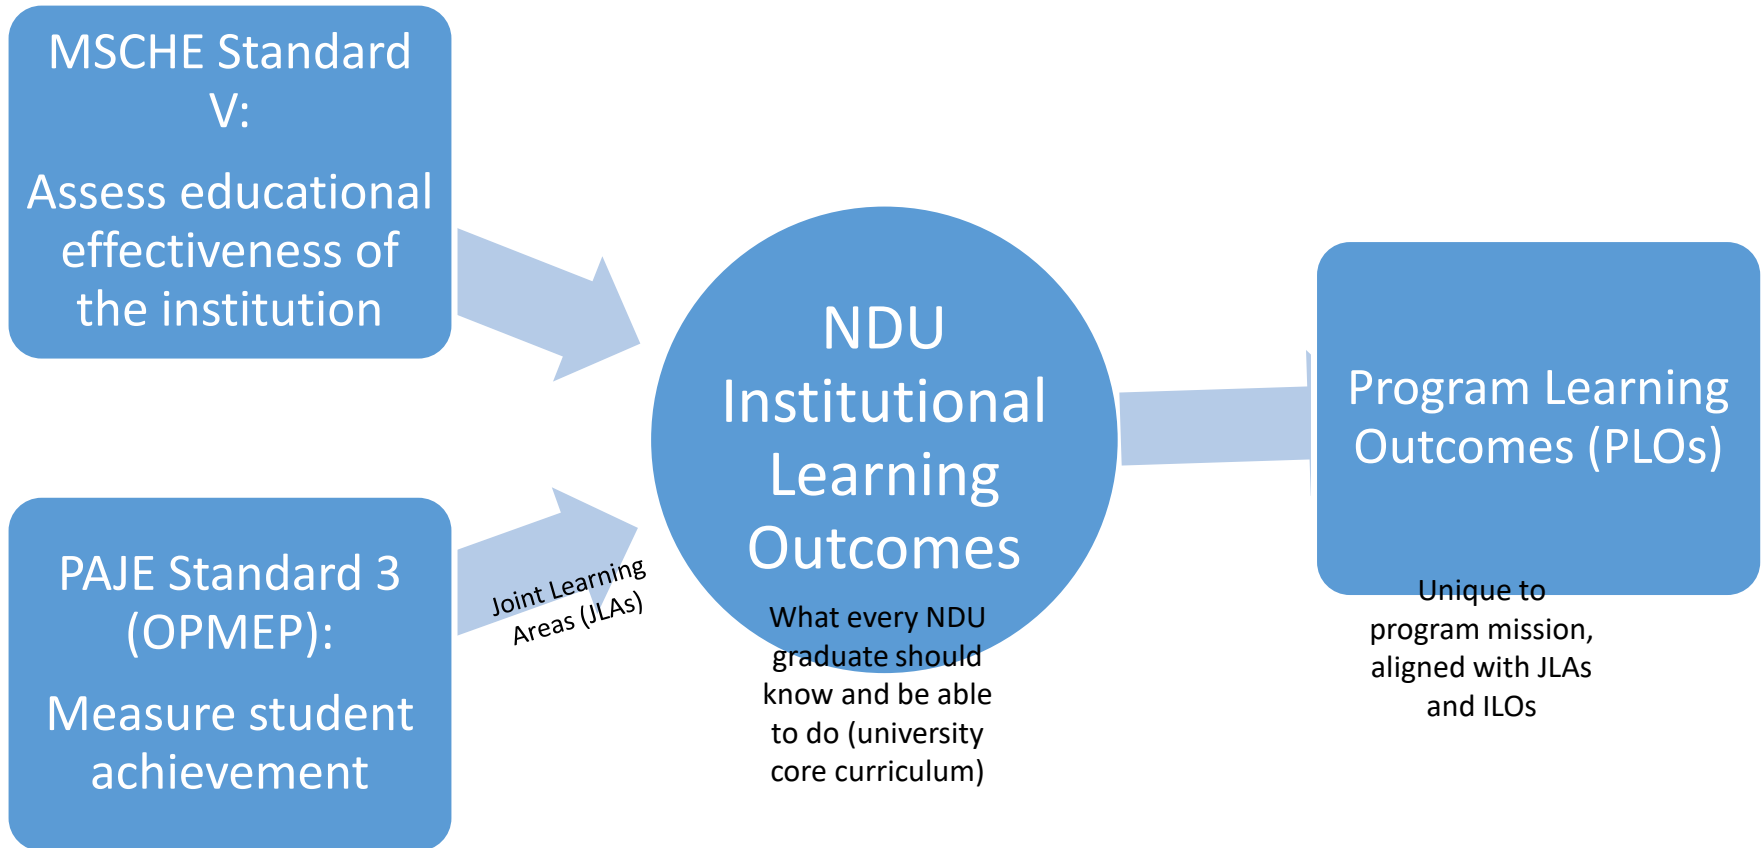 MSCHE Standard
V:
Assess educational
effectiveness of
the institution
PAJE Standard 3
(OPMEP):
Measure student
achievement
Joint Learning
Areas (JLAs)
NDU
Institutional
Learning
Outcomes
What every NDU
graduate should
know and be able
to do (university
core curriculum)
Program Learning
Outcomes (PLOs)
Unique to
program mission,
aligned with JLAs
and ILOs